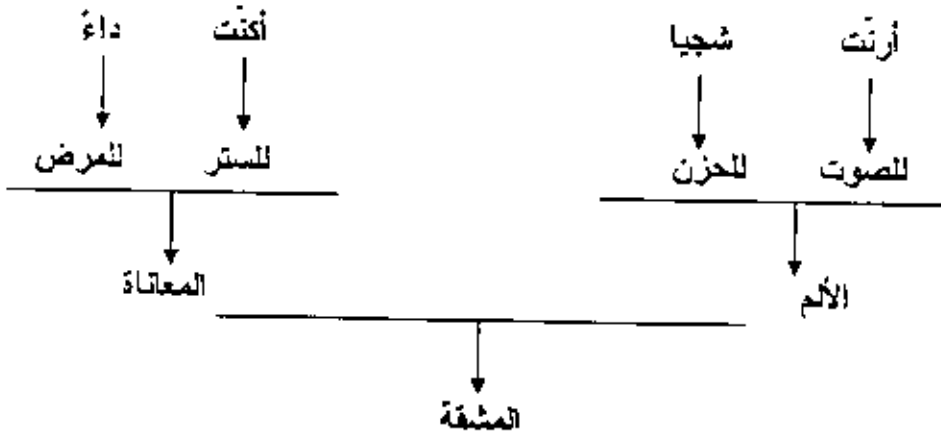 أرنّت شجيا أكنّت داءً
للصوت للحزن للستر للمرض
الألم المعاناة
المشقة